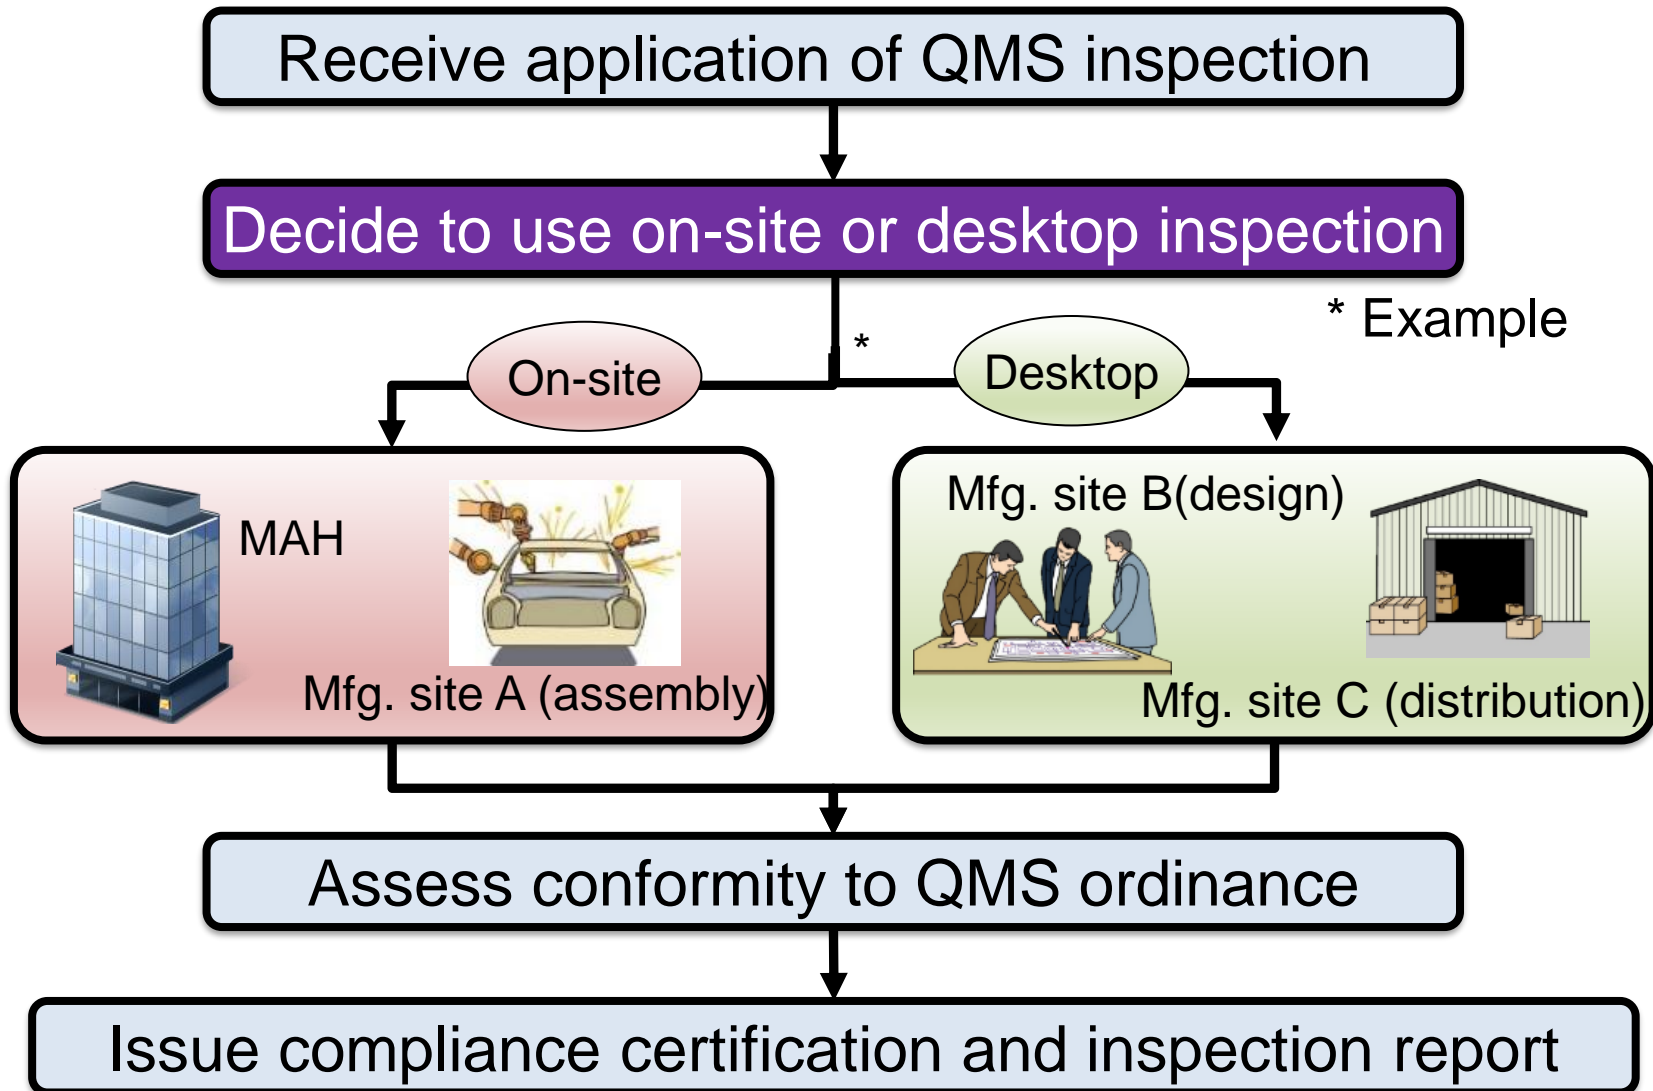 Receive application of QMS inspection
Decide to use on-site or desktop inspection
* Example
*
On-site
Desktop
MAH
Mfg. site A (assembly)
Mfg. site B(design)
Mfg. site C (distribution)
Assess conformity to QMS ordinance
Issue compliance certification and inspection report